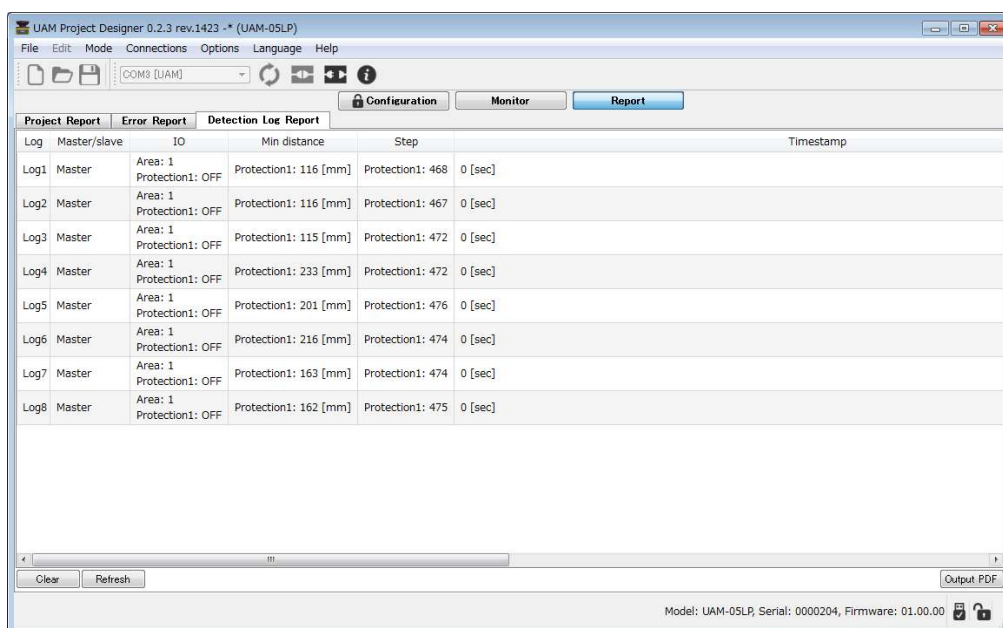 UAM Project Designer 0.2.3 rev.1423 -* (UAM-05LP)
File Edit Mode Connections Options Language Help
COM3 [UAM]
Configuration Monitor Report
Project Report Error Report Detection Log Report
Log Master/slave IO Min distance Step Timestamp
Log1 Master Area: 1 Protection1: OFF Protection1: 116 [mm] Protection1: 468 0 [sec]
Log2 Master Area: 1 Protection1: OFF Protection1: 116 [mm] Protection1: 467 0 [sec]
Log3 Master Area: 1 Protection1: OFF Protection1: 115 [mm] Protection1: 472 0 [sec]
Log4 Master Area: 1 Protection1: OFF Protection1: 233 [mm] Protection1: 472 0 [sec]
Log5 Master Area: 1 Protection1: OFF Protection1: 201 [mm] Protection1: 476 0 [sec]
Log6 Master Area: 1 Protection1: OFF Protection1: 216 [mm] Protection1: 474 0 [sec]
Log7 Master Area: 1 Protection1: OFF Protection1: 163 [mm] Protection1: 474 0 [sec]
Log8 Master Area: 1 Protection1: OFF Protection1: 162 [mm] Protection1: 475 0 [sec]
Clear Refresh Output PDF
Model: UAM-05LP, Serial: 0000204, Firmware: 01.00.00